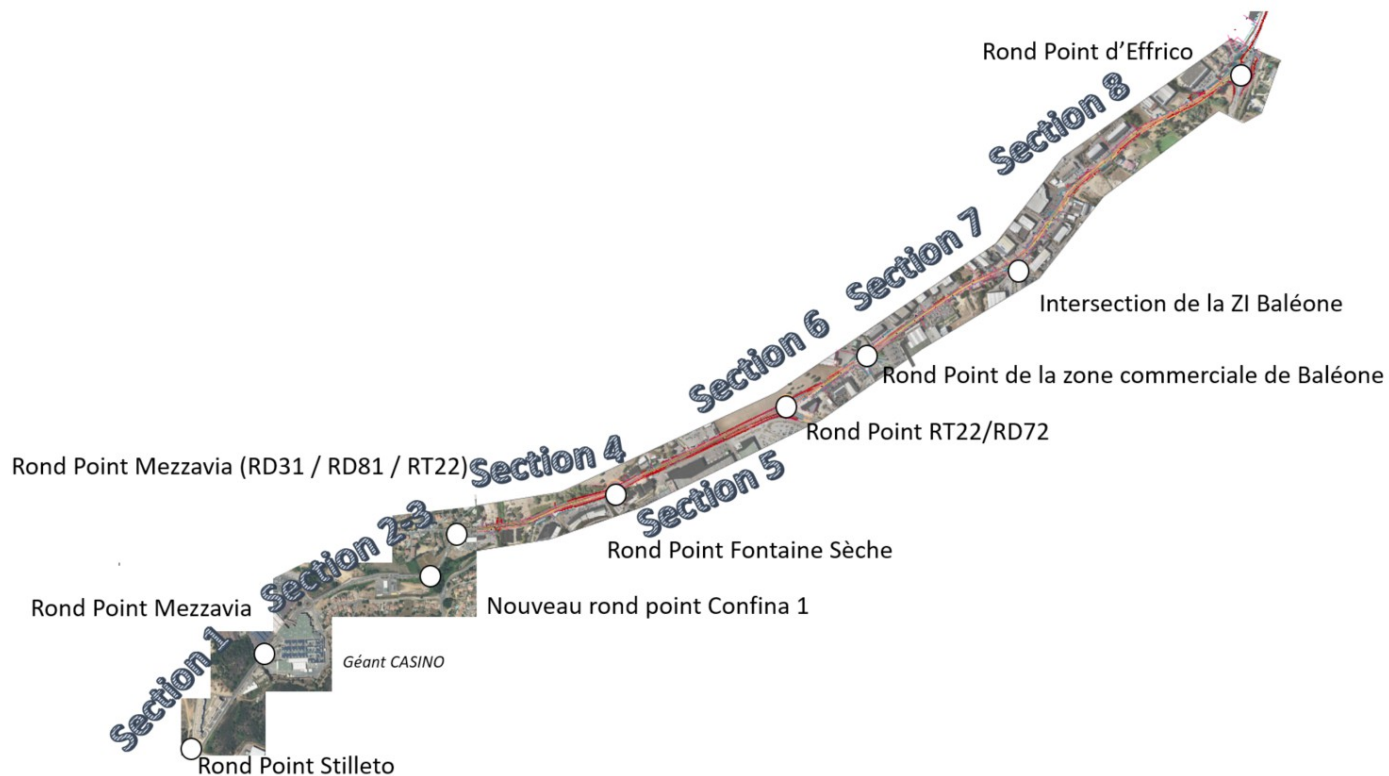 Rond Point d'Effrico
Section 8
Section 7
Intersection de la ZI Baléone
Section 6
Rond Point de la zone commerciale de Baléone
Rond Point RT22/RD72
Rond Point Mezzavia (RD31 / RD81 / RT22)
Section 4
Section 5
Section 2-3
Rond Point Fontaine Sèche
Rond Point Mezzavia
Nouveau rond point Confina 1
Section 1
Géant CASINO
Rond Point Stilleto